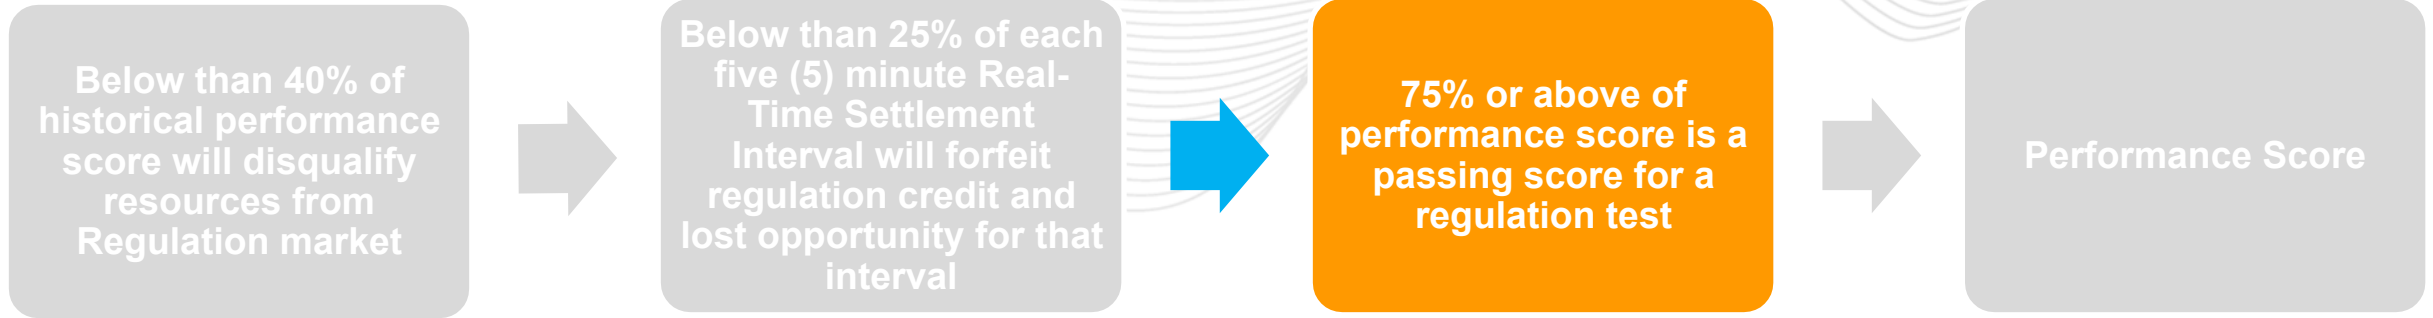 Below than 40% of
historical performance
score will disqualify
resources from
Regulation market
Below than 25% of each
five (5) minute Real-
Time Settlement
Interval will forfeit
regulation credit and
lost opportunity for that
interval
75% or above of
performance score is a
passing score for a
regulation test
Performance Score